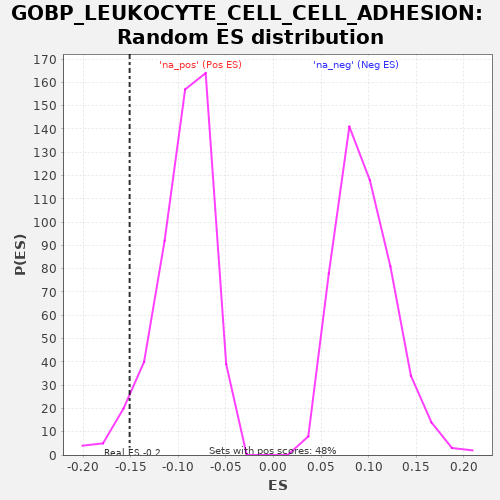 GOBP_LEUKOCYTE_CELL_CELL_ADHESION:
Random ES distribution
'na_pos' (Pos ES)
'na_neg' (Neg ES)
170
160
150
140
130
120
110
100
90
80
70
60
50
40
30
20
10
0
P(ES)
Real ES -0.2
Sets with pos scores: 48%
-0.20 -0.15 -0.10 -0.05 0.00 0.05 0.10 0.15 0.20
ES